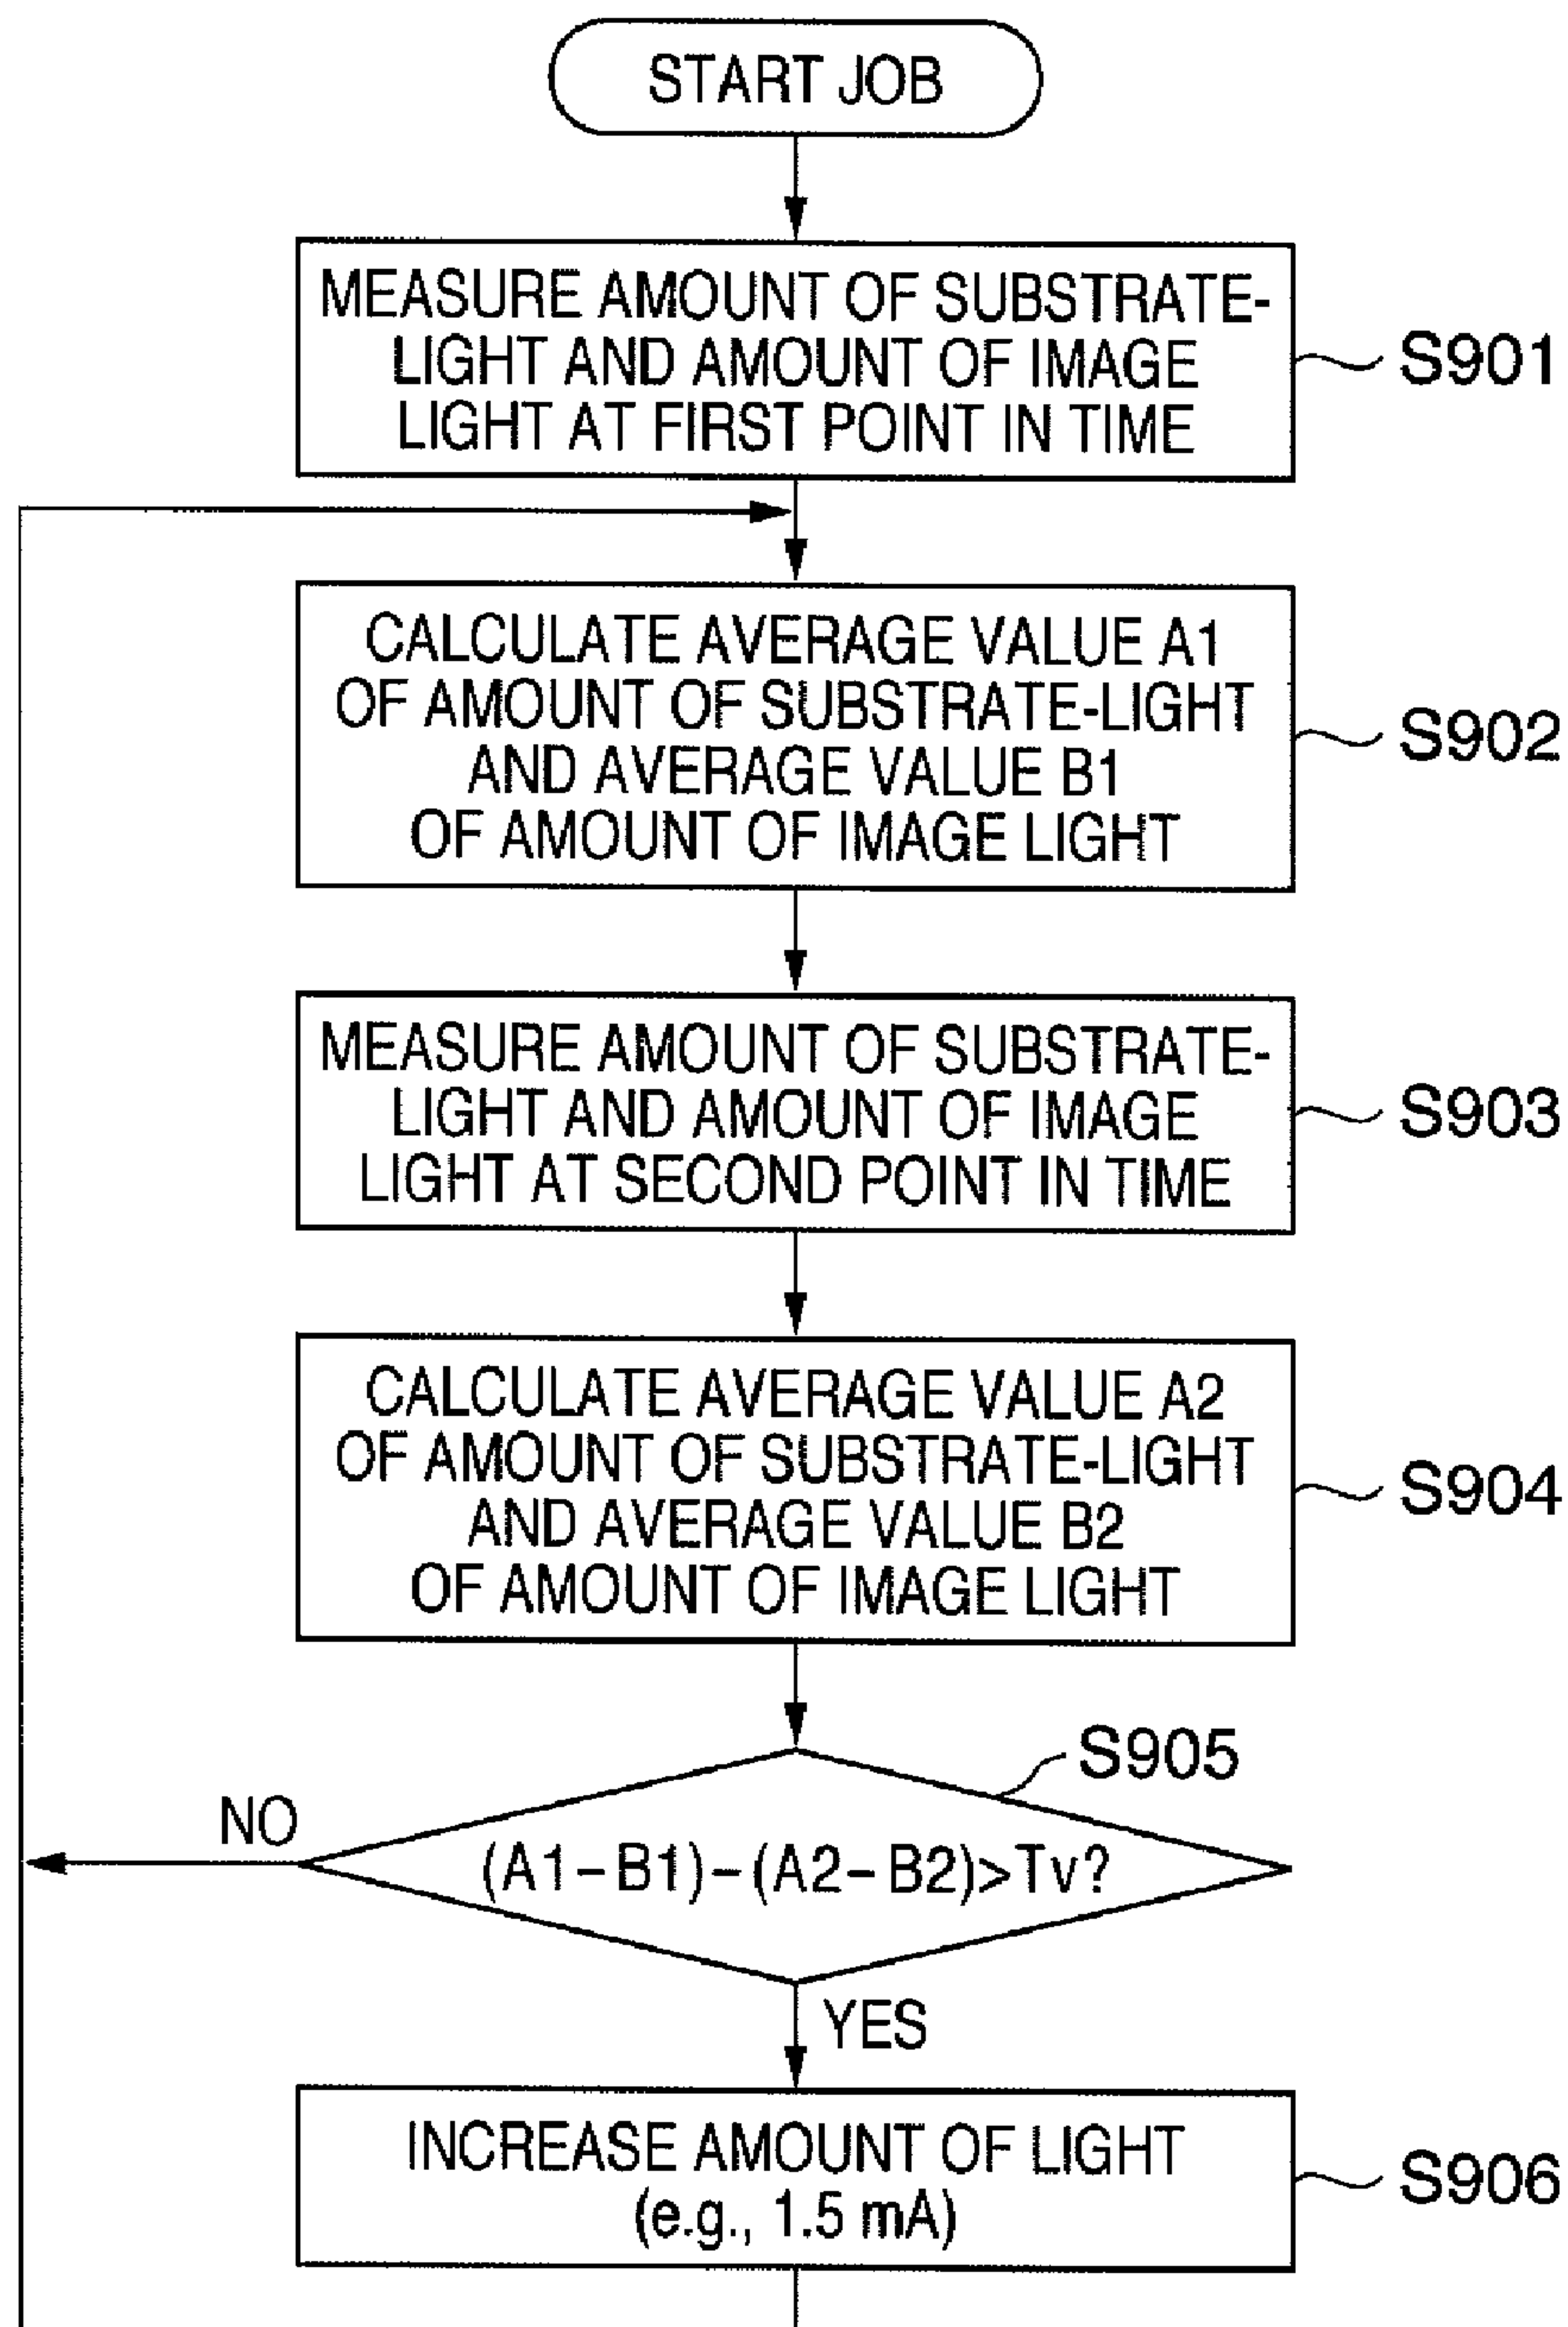 START JOB
MEASURE AMOUNT OF SUBSTRATE-
LIGHT AND AMOUNT OF IMAGE
LIGHT AT FIRST POINT IN TIME
S901
CALCULATE AVERAGE VALUE A1
OF AMOUNT OF SUBSTRATE-LIGHT
AND AVERAGE VALUE B1
OF AMOUNT OF IMAGE LIGHT
S902
MEASURE AMOUNT OF SUBSTRATE-
LIGHT AND AMOUNT OF IMAGE
LIGHT AT SECOND POINT IN TIME
S903
CALCULATE AVERAGE VALUE A2
OF AMOUNT OF SUBSTRATE-LIGHT
AND AVERAGE VALUE B2
OF AMOUNT OF IMAGE LIGHT
S904
S905
NO
(A1-B1)-(A2-B2)>Tv?
YES
INCREASE AMOUNT OF LIGHT
(e.g., 1.5 mA)
S906